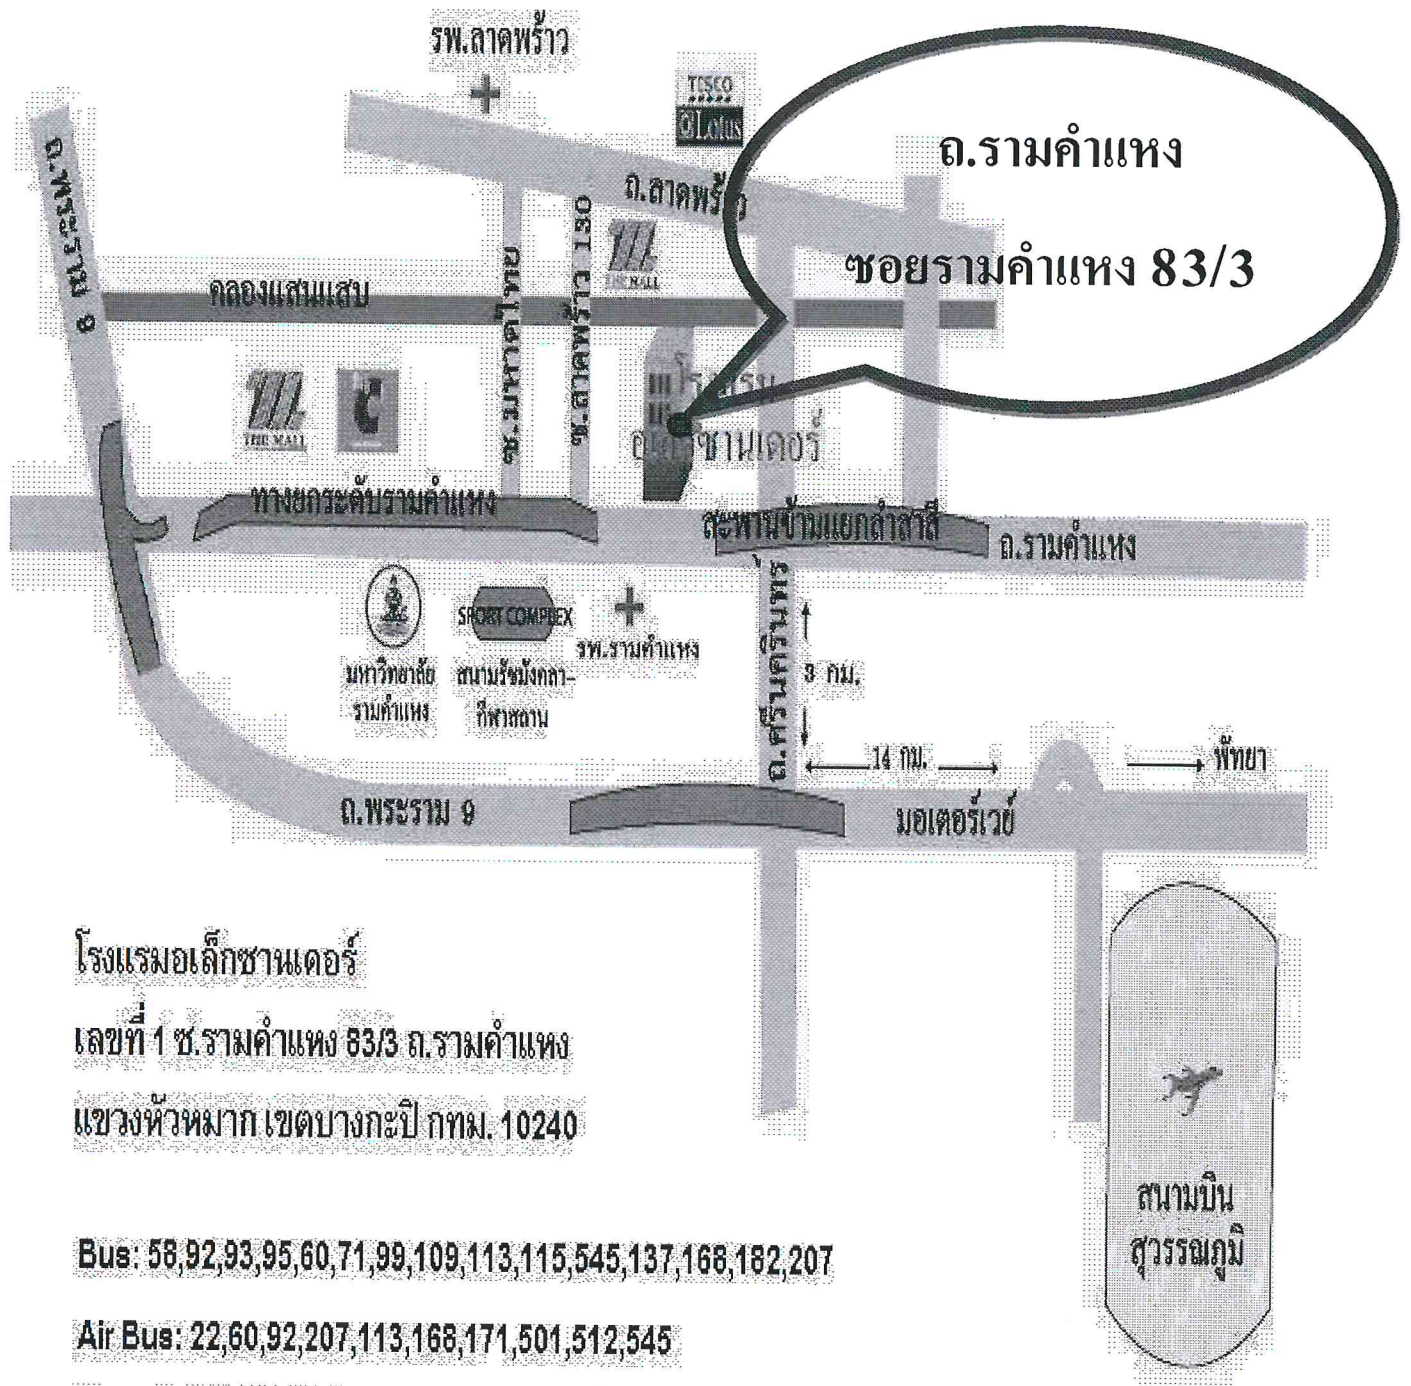 รพ.ลาดพร้าว
TESCO
Lotus
ถ.รามคำแหง
ซอยรามคำแหง 83/3
ถ.พระราม 9
ถ.ลาดพร้าว
คลองแสนแสบ
ซ.มหาดไทย
ซ.ลาดพร้าว 130
THE MALL
THE MALL
ทางยกระดับรามคำแหง
สะพานข้ามแยกลำสาลี
ถ.รามคำแหง
SPORT COMPLEX
มหาวิทยาลัย
รามคำแหง
สนามรัชมังคลา-
กีฬาสถาน
รพ.รามคำแหง
ถ.ศรีนครินทร์
3 กม.
14 กม.
พัทยา
ถ.พระราม 9
มอเตอร์เวย์
โรงแรมอเล็กซานเดอร์
เลขที่ 1 ซ.รามคำแหง 83/3 ถ.รามคำแหง
แขวงหัวหมาก เขตบางกะปิ กทม. 10240
สนามบิน
สุวรรณภูมิ
Bus: 58,92,93,95,60,71,99,109,113,115,545,137,168,182,207
Air Bus: 22,60,92,207,113,168,171,501,512,545